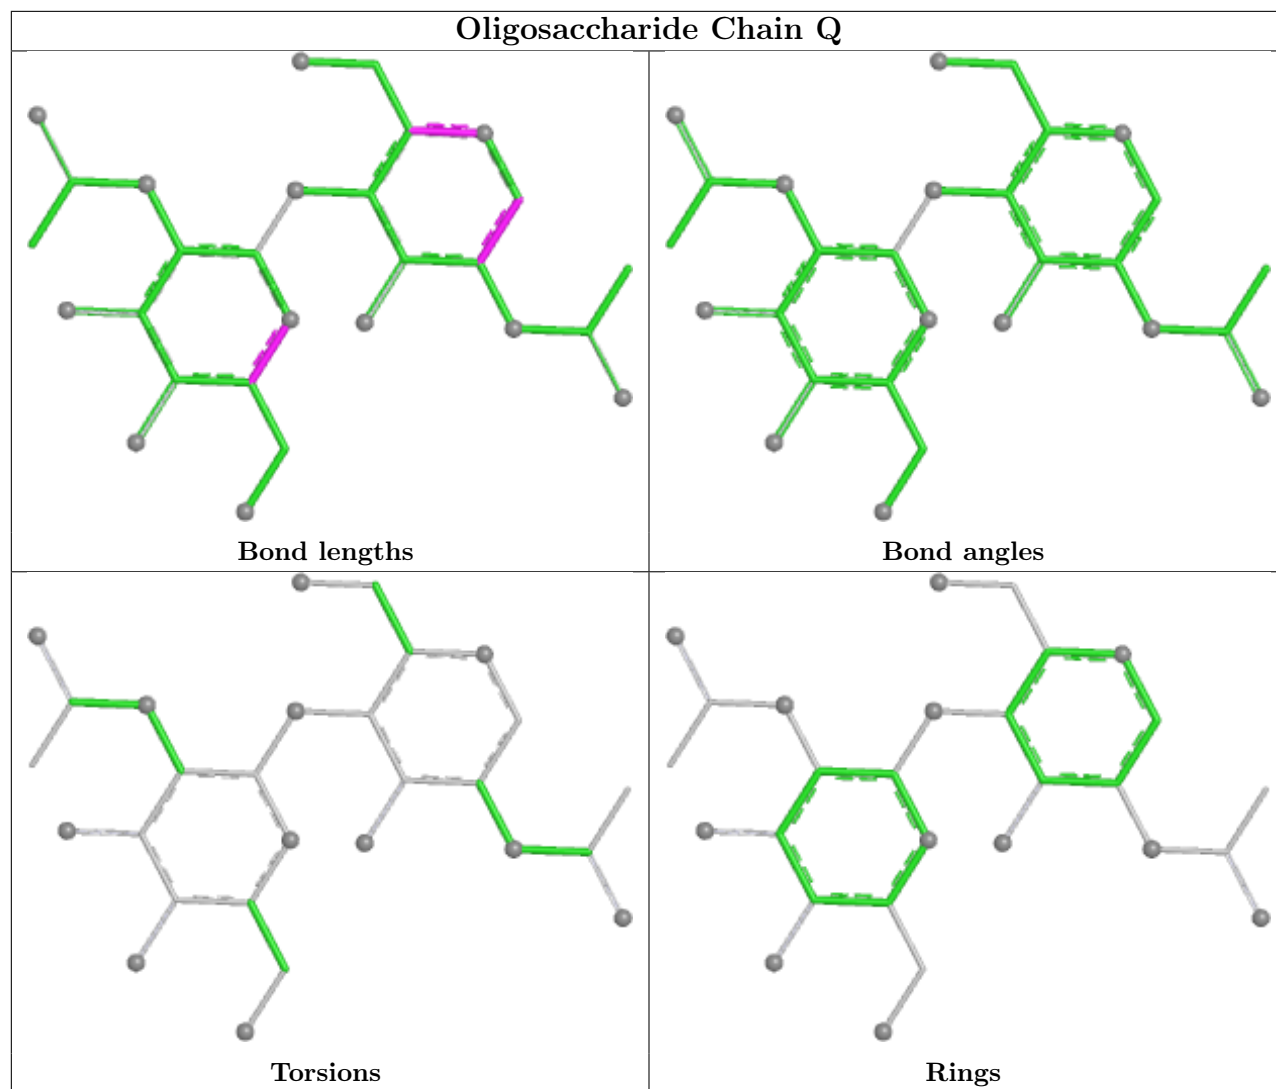 Oligosaccharide Chain Q
Bond lengths
Bond angles
Torsions
Rings